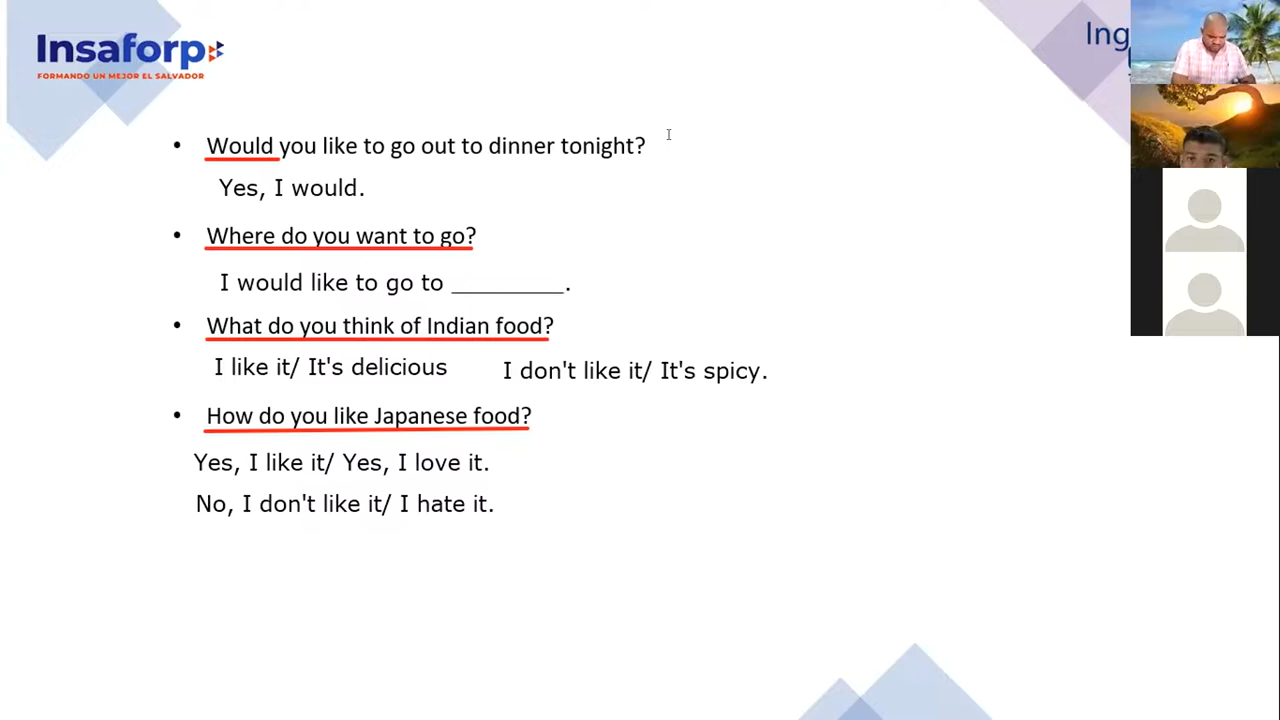 Insaforp
FORMANDO UN MEJOR EL SALVADOR
Ing
• Would you like to go out to dinner tonight?
Yes, I would.
• Where do you want to go?
I would like to go to _________.
• What do you think of Indian food?
I like it/ It's delicious I don't like it/ It's spicy.
• How do you like Japanese food?
Yes, I like it/ Yes, I love it.
No, I don't like it/ I hate it.